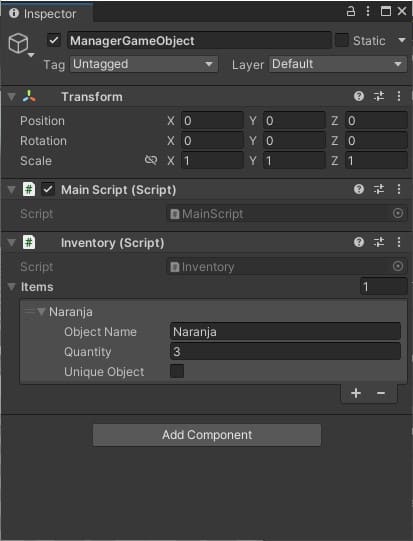 Inspector
ManagerGameObject Static
Tag Untagged Layer Default
Transform
Position X 0 Y 0 Z 0
Rotation X 0 Y 0 Z 0
Scale X 1 Y 1 Z 1
# Main Script (Script)
Script # MainScript
# Inventory (Script)
Script # Inventory
Items 1
Naranja
Object Name Naranja
Quantity 3
Unique Object
+ −
Add Component